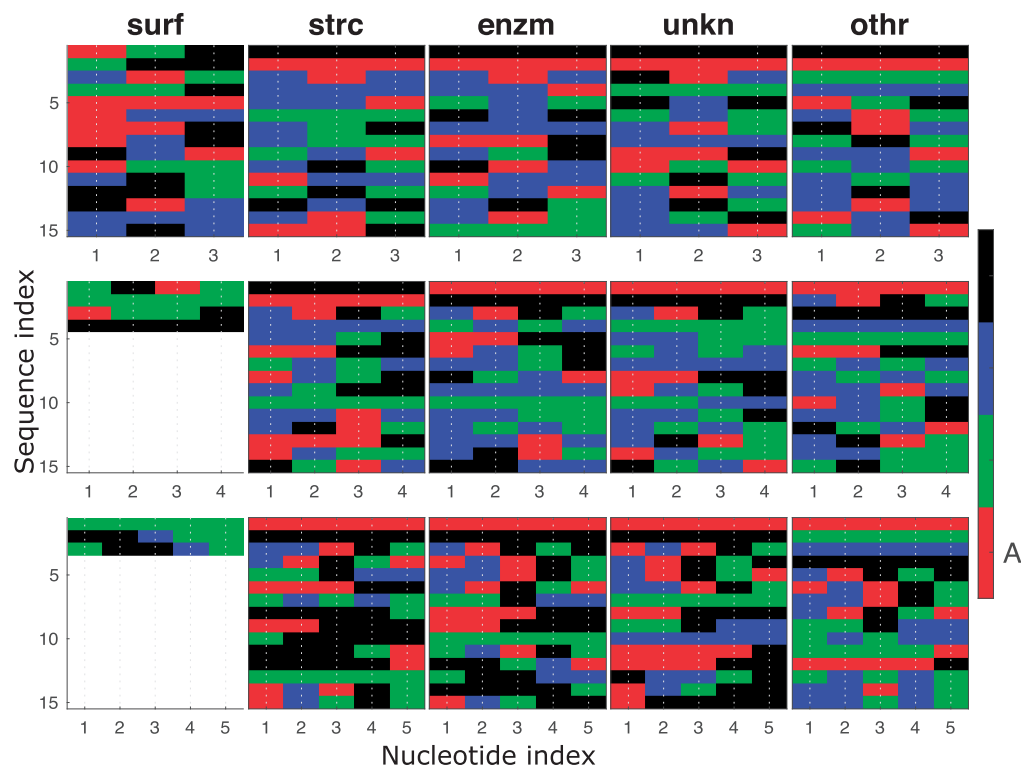 surf strc enzm unkn othr
5
10
15
1 2 3 1 2 3 1 2 3 1 2 3 1 2 3
5
10
15
1 2 3 4 1 2 3 4 1 2 3 4 1 2 3 4 1 2 3 4
5
10
15
1 2 3 4 5 1 2 3 4 5 1 2 3 4 5 1 2 3 4 5 1 2 3 4 5
Sequence index
Nucleotide index
A